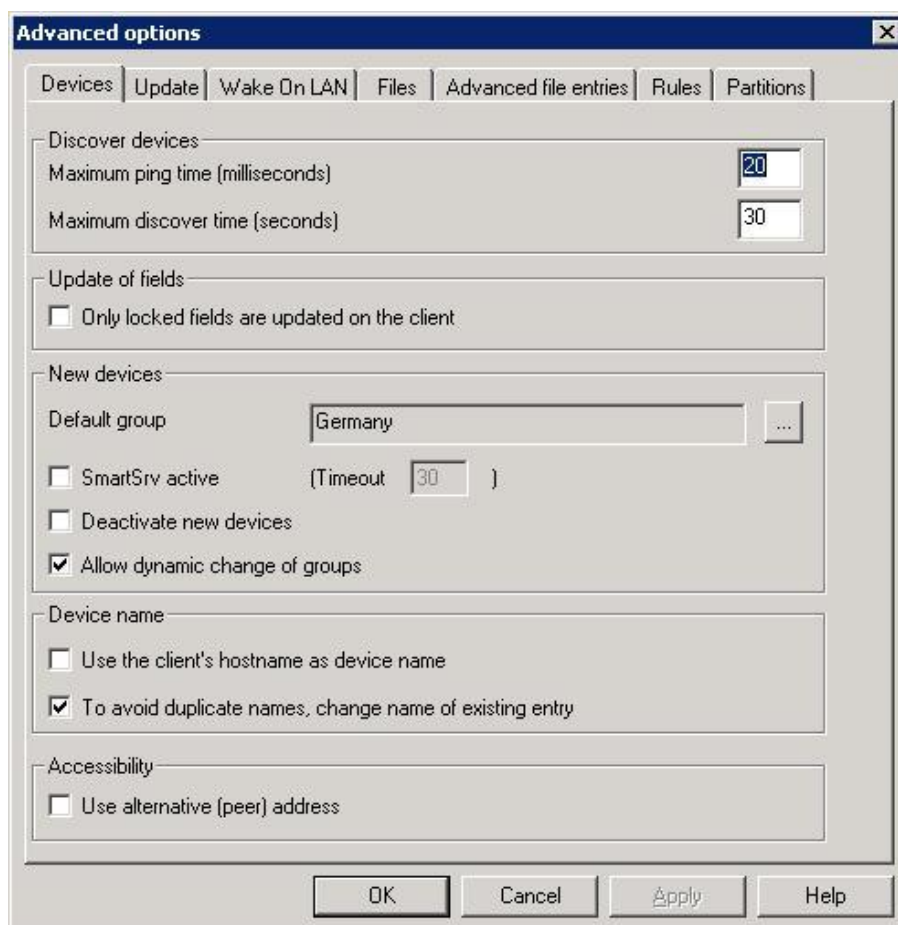 Advanced options
Devices Update Wake On LAN Files Advanced file entries Rules Partitions
Discover devices
Maximum ping time (milliseconds) 20
Maximum discover time (seconds) 30
Update of fields
Only locked fields are updated on the client
New devices
Default group Germany ...
SmartSrv active (Timeout 30 )
Deactivate new devices
Allow dynamic change of groups
Device name
Use the client's hostname as device name
To avoid duplicate names, change name of existing entry
Accessibility
Use alternative (peer) address
OK Cancel Apply Help